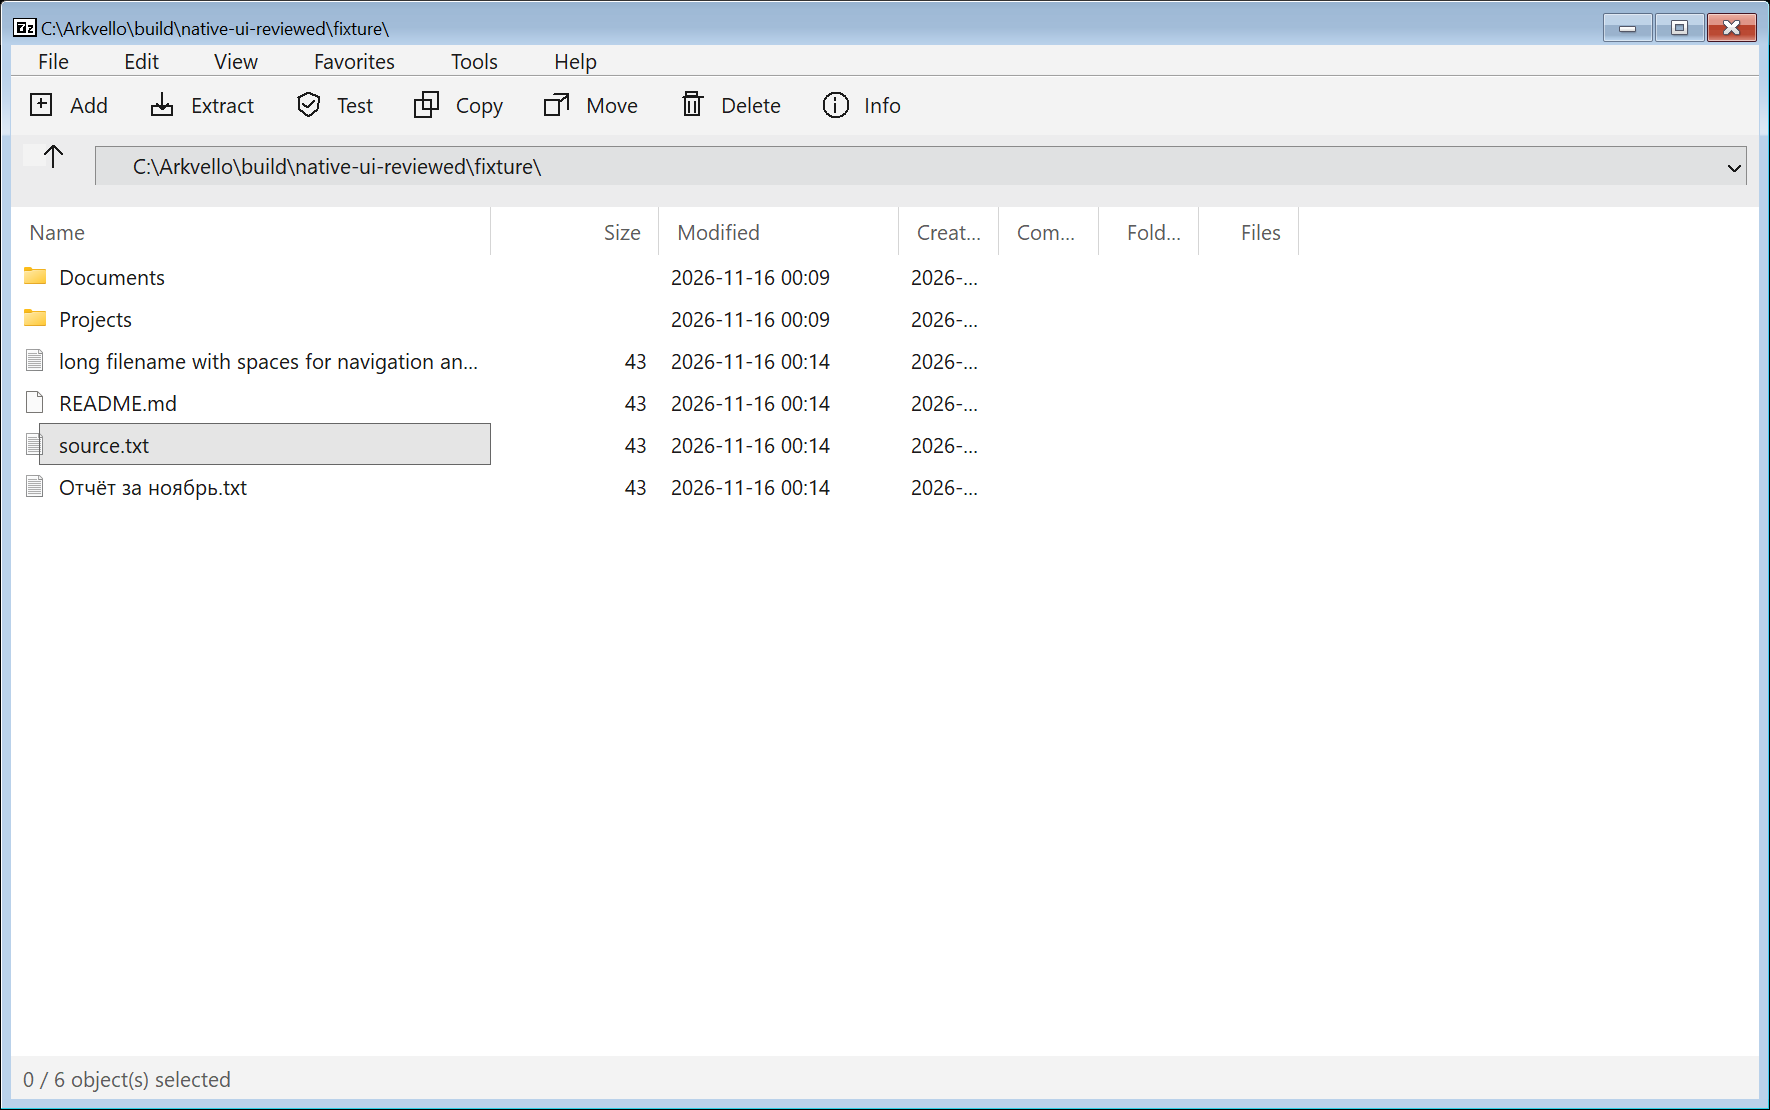 7z C:\Arkvello\build\native-ui-reviewed\fixture\
File Edit View Favorites Tools Help
Add Extract Test Copy Move Delete Info
C:\Arkvello\build\native-ui-reviewed\fixture\
Name Size Modified Creat... Com... Fold... Files
Documents 2026-11-16 00:09 2026-...
Projects 2026-11-16 00:09 2026-...
long filename with spaces for navigation an... 43 2026-11-16 00:14 2026-...
README.md 43 2026-11-16 00:14 2026-...
source.txt 43 2026-11-16 00:14 2026-...
Отчёт за ноябрь.txt 43 2026-11-16 00:14 2026-...
0 / 6 object(s) selected